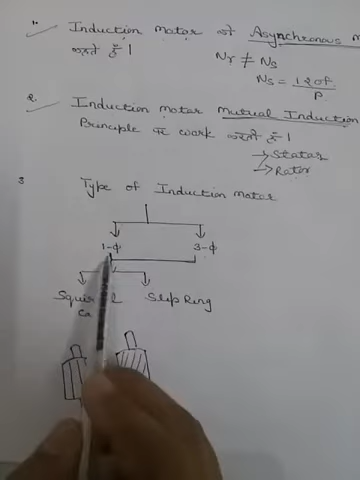 1. Induction Motor को Asynchronous M
कहते हैं।
Nr ≠ Ns
Ns = 120f
P
2. Induction Motor Mutual Induction
Principle पर work करती है।
→ Stator
→ Rotor
3 Type of Induction Motor
1-Φ 3-Φ
Slip Ring
Ca